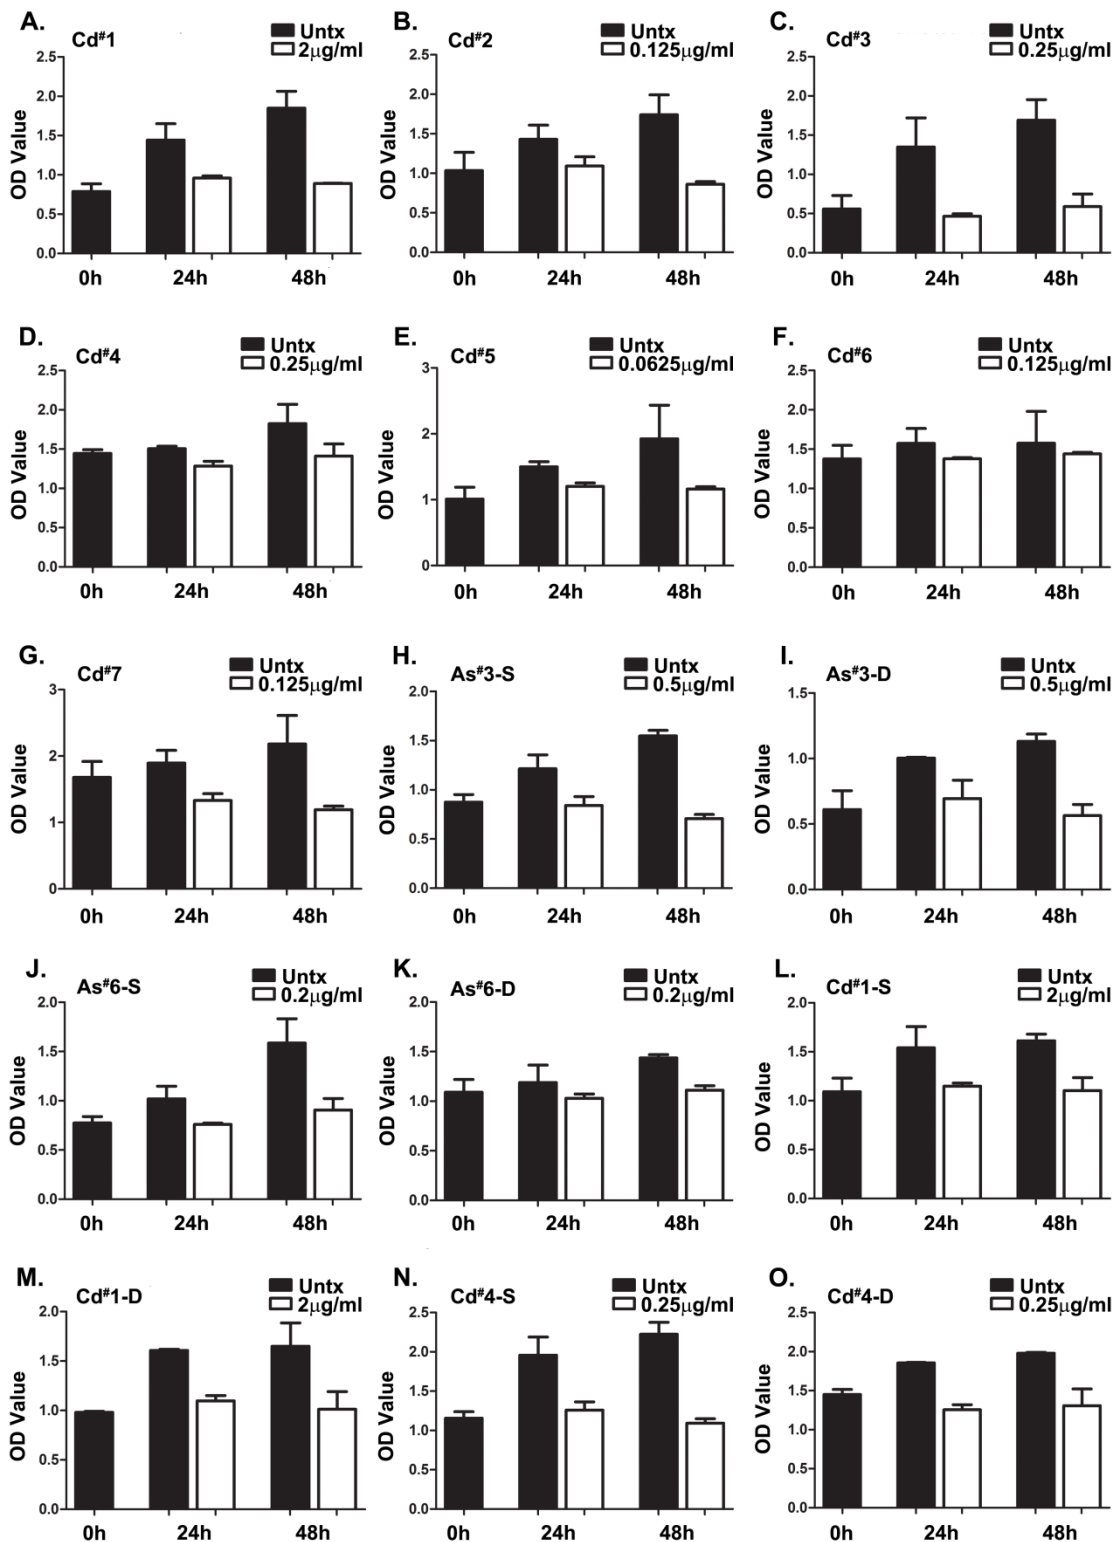 A.
Cd#1
Untx
2µg/ml
OD Value
2.5
2.0
1.5
1.0
0.5
0.0
0h
24h
48h
B.
Cd#2
Untx
0.125µg/ml
OD Value
2.5
2.0
1.5
1.0
0.5
0.0
0h
24h
48h
C.
Cd#3
Untx
0.25µg/ml
OD Value
2.5
2.0
1.5
1.0
0.5
0.0
0h
24h
48h
D.
Cd#4
Untx
0.25µg/ml
OD Value
2.5
2.0
1.5
1.0
0.5
0.0
0h
24h
48h
E.
Cd#5
Untx
0.0625µg/ml
OD Value
3
2
1
0
0h
24h
48h
F.
Cd#6
Untx
0.125µg/ml
OD Value
2.5
2.0
1.5
1.0
0.5
0.0
0h
24h
48h
G.
Cd#7
Untx
0.125µg/ml
OD Value
3
2
1
0
0h
24h
48h
H.
As#3-S
Untx
0.5µg/ml
OD Value
2.0
1.5
1.0
0.5
0.0
0h
24h
48h
I.
As#3-D
Untx
0.5µg/ml
OD Value
1.5
1.0
0.5
0.0
0h
24h
48h
J.
As#6-S
Untx
0.2µg/ml
OD Value
2.0
1.5
1.0
0.5
0.0
0h
24h
48h
K.
As#6-D
Untx
0.2µg/ml
OD Value
2.0
1.5
1.0
0.5
0.0
0h
24h
48h
L.
Cd#1-S
Untx
2µg/ml
OD Value
2.0
1.5
1.0
0.5
0.0
0h
24h
48h
M.
Cd#1-D
Untx
2µg/ml
OD Value
2.0
1.5
1.0
0.5
0.0
0h
24h
48h
N.
Cd#4-S
Untx
0.25µg/ml
OD Value
2.5
2.0
1.5
1.0
0.5
0.0
0h
24h
48h
O.
Cd#4-D
Untx
0.25µg/ml
OD Value
2.5
2.0
1.5
1.0
0.5
0.0
0h
24h
48h